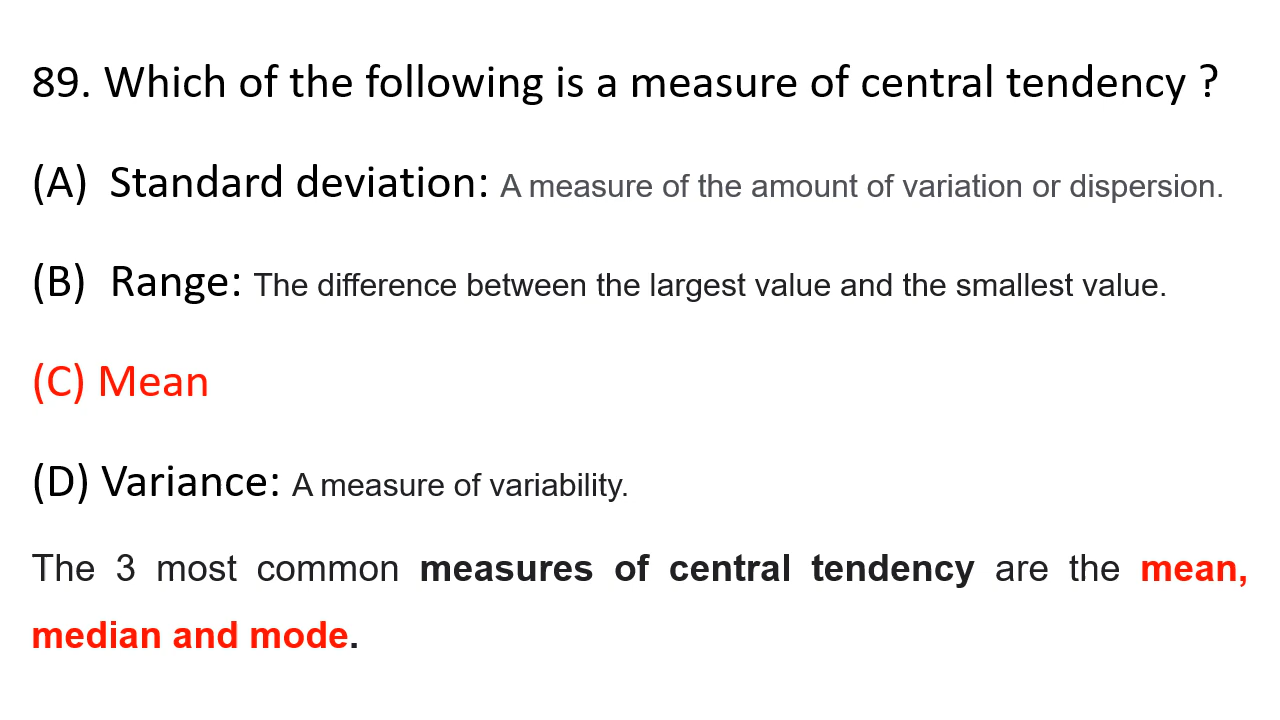 89. Which of the following is a measure of central tendency ?
(A) Standard deviation: A measure of the amount of variation or dispersion.
(B) Range: The difference between the largest value and the smallest value.
(C) Mean
(D) Variance: A measure of variability.
The 3 most common measures of central tendency are the mean,
median and mode.